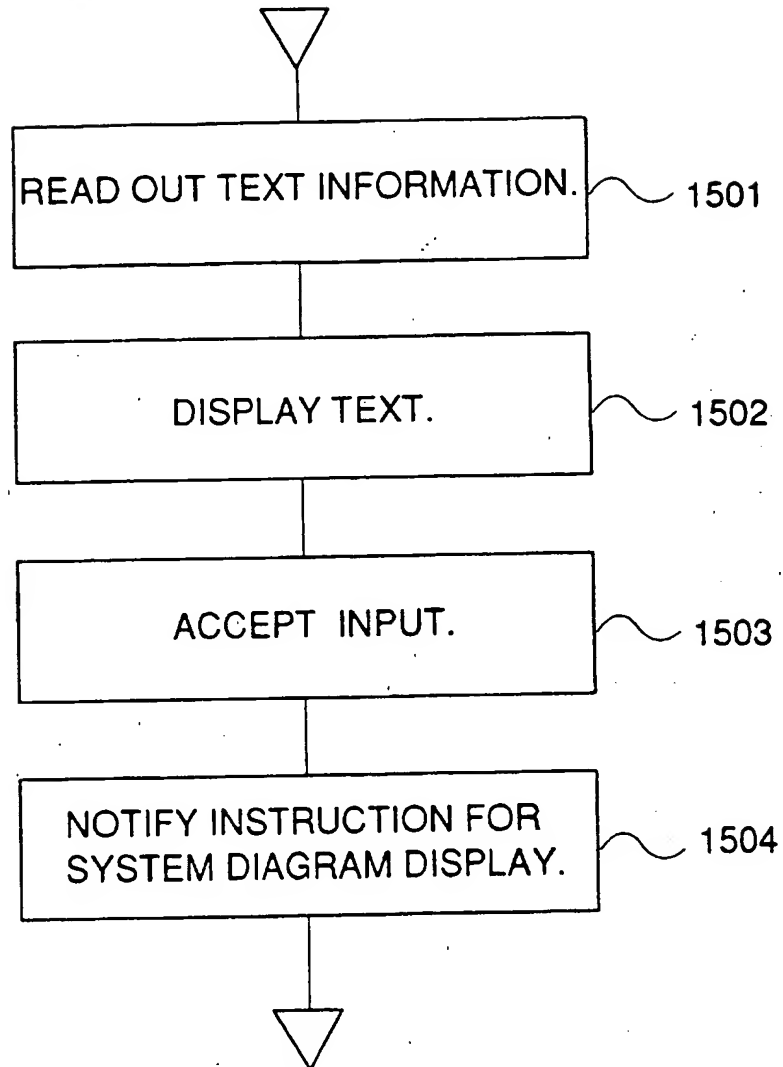 READ OUT TEXT INFORMATION.
1501
DISPLAY TEXT.
1502
ACCEPT INPUT.
1503
NOTIFY INSTRUCTION FOR
SYSTEM DIAGRAM DISPLAY.
1504